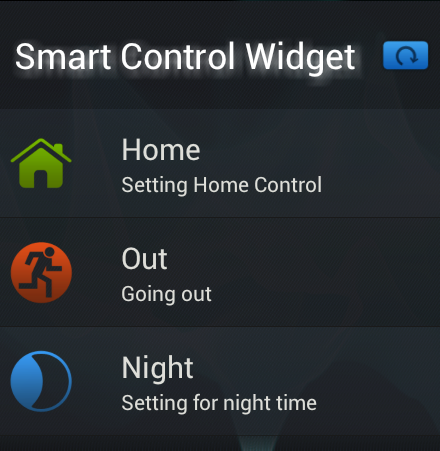 Smart Control Widget
Home
Setting Home Control
Out
Going out
Night
Setting for night time